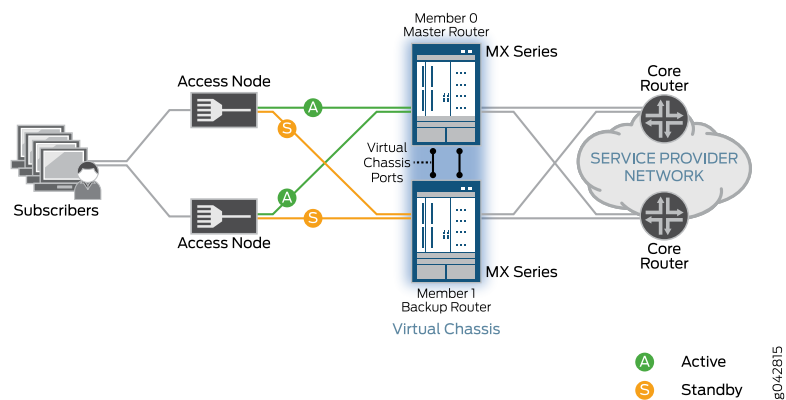 Member 0
Master Router
MX Series
Access Node
A
S
Core
Router
Virtual
Chassis
Ports
SERVICE PROVIDER
NETWORK
Subscribers
A
S
Access Node
Core
Router
MX Series
Member 1
Backup Router
Virtual Chassis
A Active
S Standby
g042815